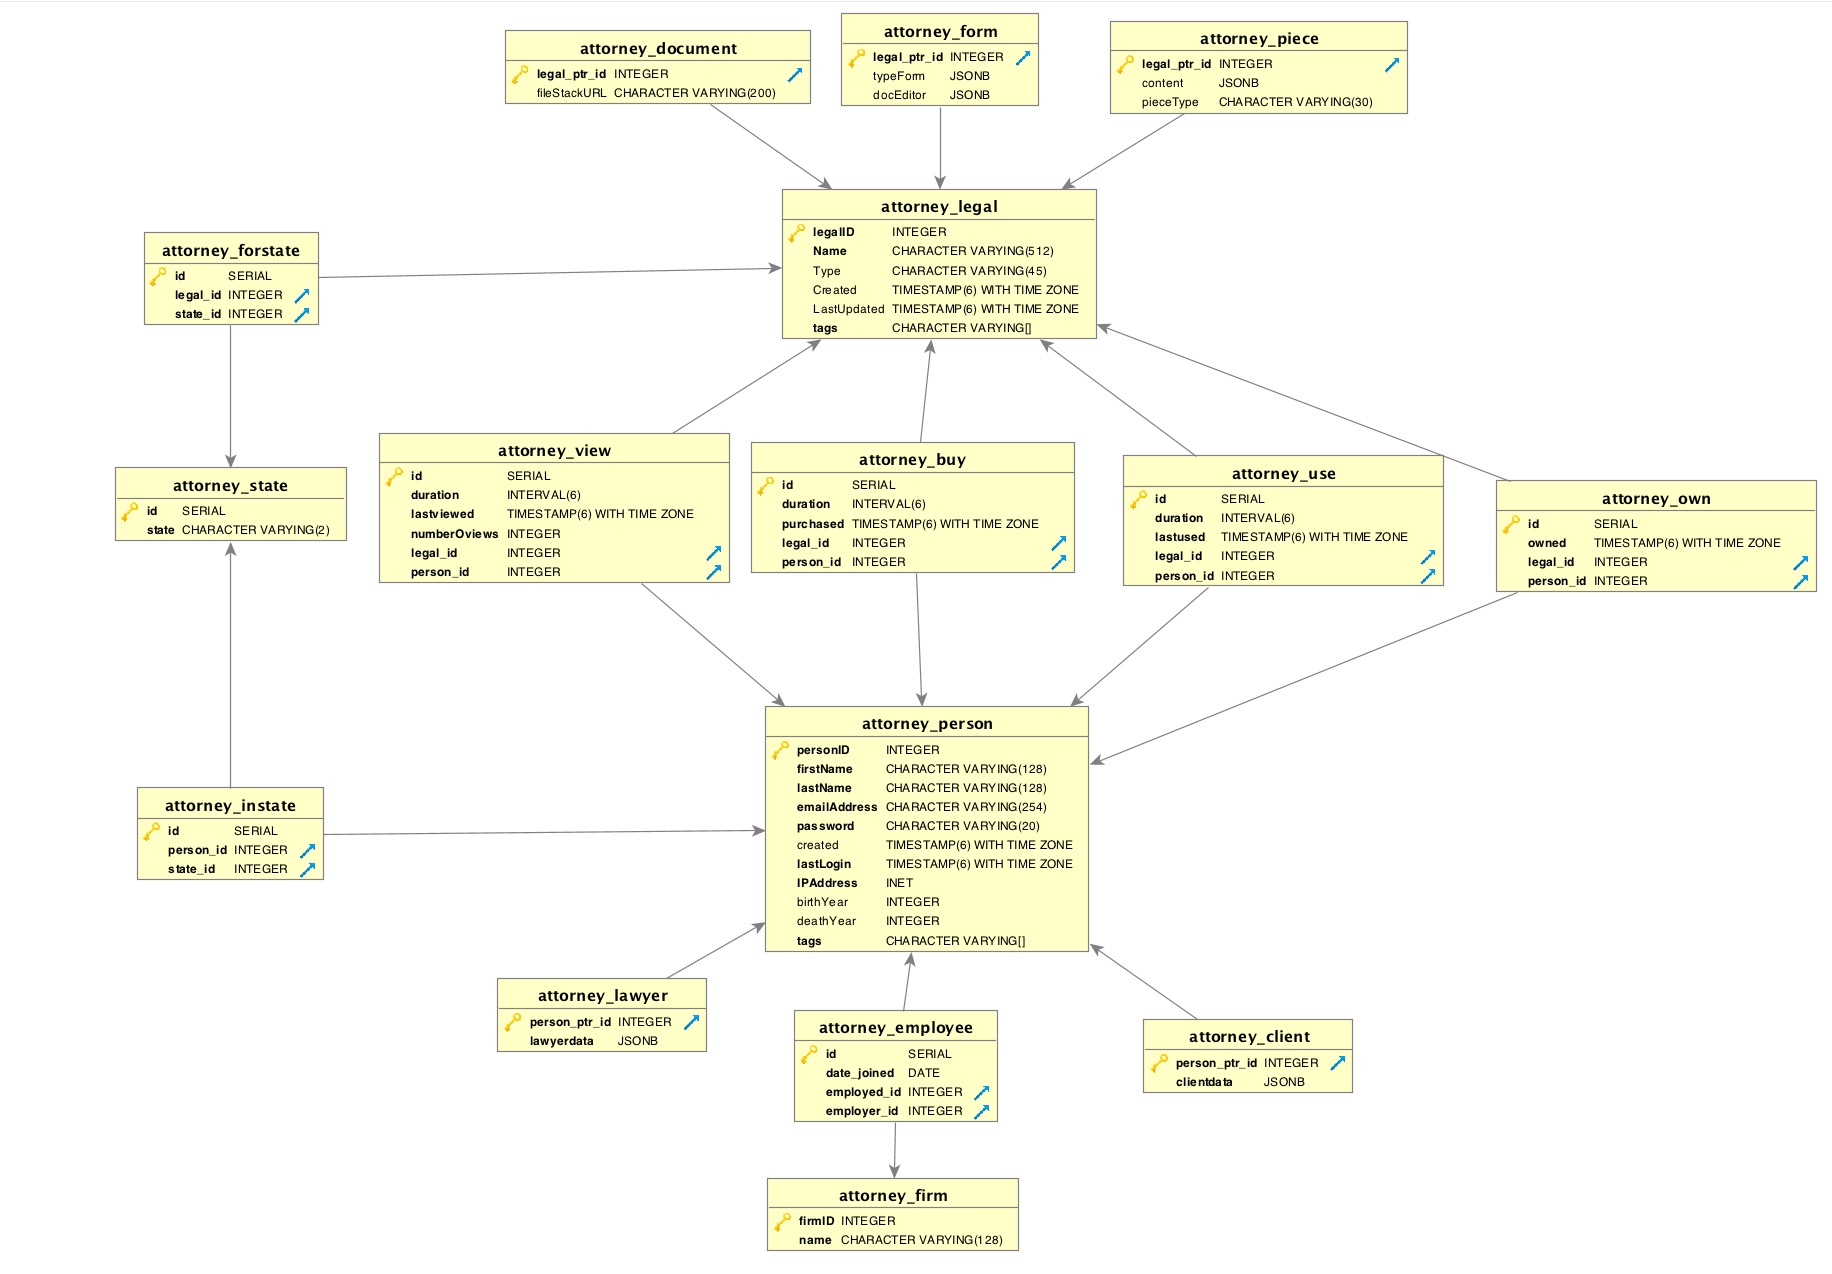 attorney_document
legal_ptr_id INTEGER
fileStackURL CHARACTER VARYING(200)
attorney_form
legal_ptr_id INTEGER
typeForm JSONB
docEditor JSONB
attorney_piece
legal_ptr_id INTEGER
content JSONB
pieceType CHARACTER VARYING(30)
attorney_legal
legalID INTEGER
Name CHARACTER VARYING(512)
Type CHARACTER VARYING(45)
Created TIMESTAMP(6) WITH TIME ZONE
LastUpdated TIMESTAMP(6) WITH TIME ZONE
tags CHARACTER VARYING[]
attorney_forstate
id SERIAL
legal_id INTEGER
state_id INTEGER
attorney_view
id SERIAL
duration INTERVAL(6)
lastviewed TIMESTAMP(6) WITH TIME ZONE
numberOviews INTEGER
legal_id INTEGER
person_id INTEGER
attorney_buy
id SERIAL
duration INTERVAL(6)
purchased TIMESTAMP(6) WITH TIME ZONE
legal_id INTEGER
person_id INTEGER
attorney_use
id SERIAL
duration INTERVAL(6)
lastused TIMESTAMP(6) WITH TIME ZONE
legal_id INTEGER
person_id INTEGER
attorney_own
id SERIAL
owned TIMESTAMP(6) WITH TIME ZONE
legal_id INTEGER
person_id INTEGER
attorney_state
id SERIAL
state CHARACTER VARYING(2)
attorney_person
personID INTEGER
firstName CHARACTER VARYING(128)
lastName CHARACTER VARYING(128)
emailAddress CHARACTER VARYING(254)
password CHARACTER VARYING(20)
created TIMESTAMP(6) WITH TIME ZONE
lastLogin TIMESTAMP(6) WITH TIME ZONE
IPAddress INET
birthYear INTEGER
deathYear INTEGER
tags CHARACTER VARYING[]
attorney_instate
id SERIAL
person_id INTEGER
state_id INTEGER
attorney_lawyer
person_ptr_id INTEGER
lawyerdata JSONB
attorney_employee
id SERIAL
date_joined DATE
employed_id INTEGER
employer_id INTEGER
attorney_client
person_ptr_id INTEGER
clientdata JSONB
attorney_firm
firmID INTEGER
name CHARACTER VARYING(128)